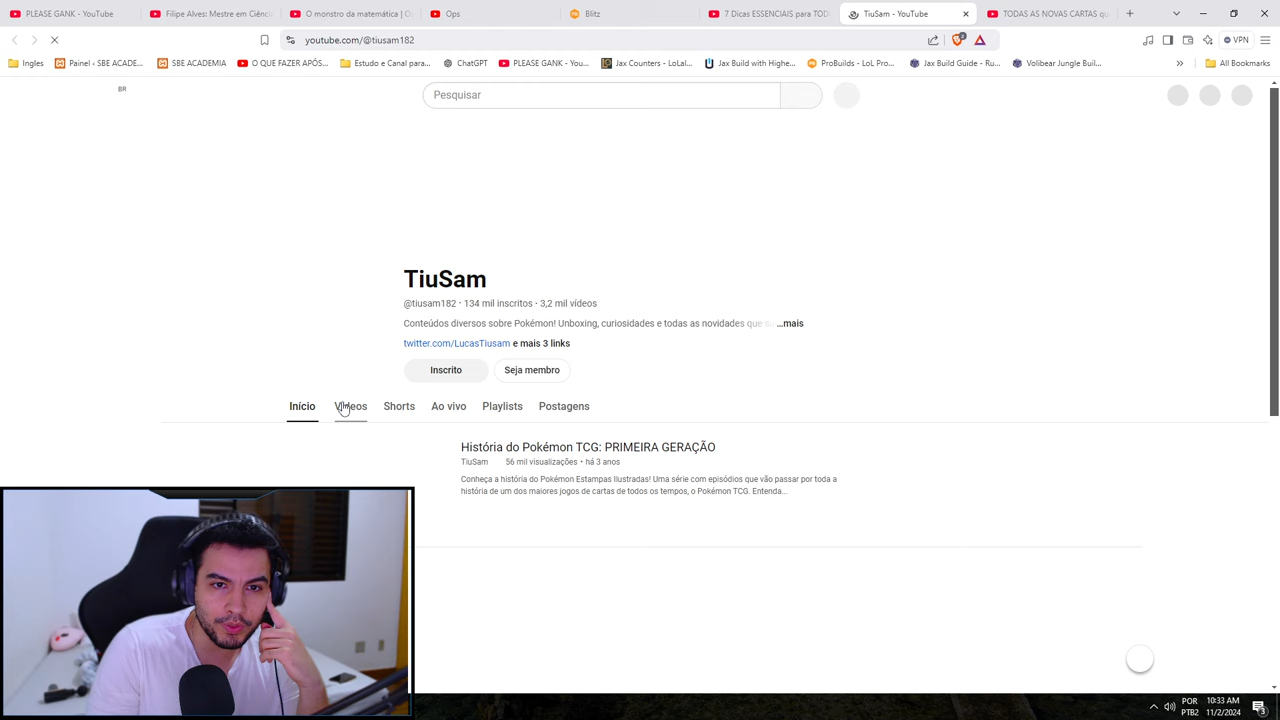 PLEASE GANK - YouTube
Filipe Alves: Mestre em Ciênci
O monstro da matemática | O
Ops
Blitz
7 Dicas ESSENCIAIS para TOD
TiuSam - YouTube
TODAS AS NOVAS CARTAS qu
youtube.com/@tiusam182
2
VPN
Ingles
Painel ‹ SBE ACADE...
SBE ACADEMIA
O QUE FAZER APÓS...
Estudo e Canal para...
ChatGPT
PLEASE GANK - You...
Jax Counters - LoLal...
Jax Build with Highe...
ProBuilds - LoL Pro...
Jax Build Guide - Ru...
Volibear Jungle Buil...
All Bookmarks
BR
Pesquisar
TiuSam
@tiusam182 · 134 mil inscritos · 3,2 mil vídeos
Conteúdos diversos sobre Pokémon! Unboxing, curiosidades e todas as novidades que ...mais
twitter.com/LucasTiusam e mais 3 links
Inscrito
Seja membro
Início
Vídeos
Shorts
Ao vivo
Playlists
Postagens
História do Pokémon TCG: PRIMEIRA GERAÇÃO
TiuSam 56 mil visualizações • há 3 anos
Conheça a história do Pokémon Estampas Ilustradas! Uma série com episódios que vão passar por toda a
história de um dos maiores jogos de cartas de todos os tempos, o Pokémon TCG. Entenda...
POR
PTB2
10:33 AM
11/2/2024
3